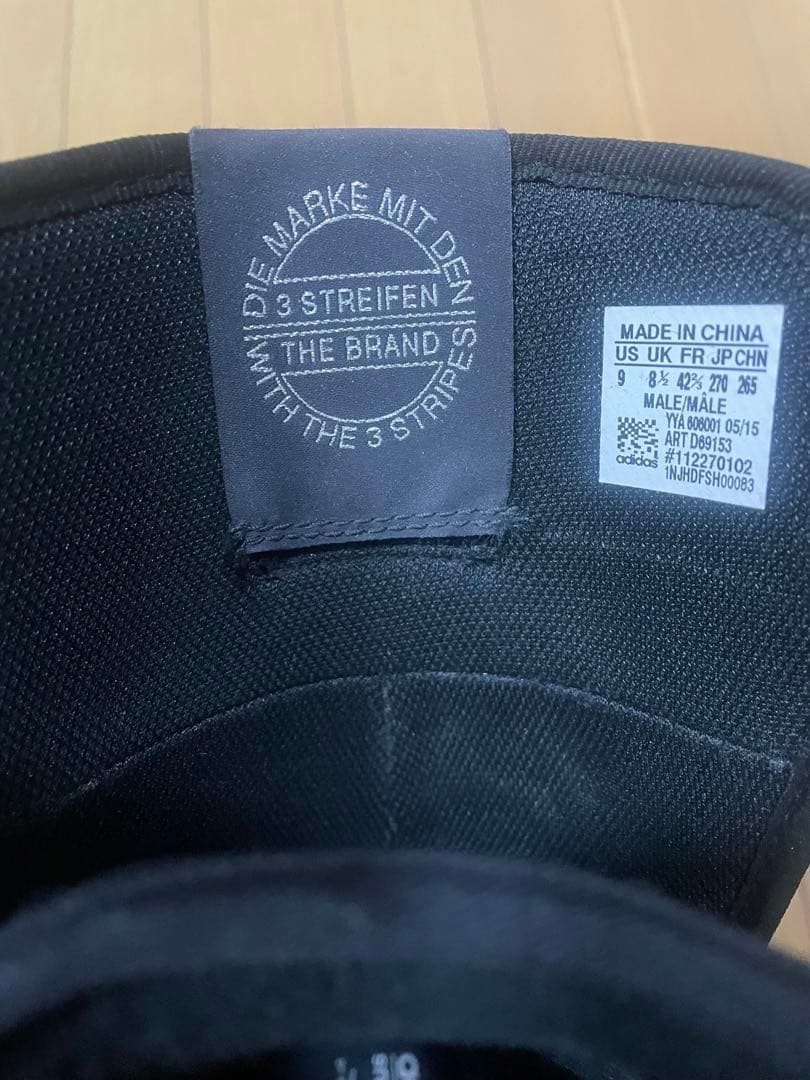 DIE MARKE MIT DEN
3 STREIFEN
THE BRAND
WITH THE 3 STRIPES
MADE IN CHINA
US UK FR JP CHN
9 8½ 42⅔ 270 265
MALE/MÂLE
YYA 606001 05/15
ART D69153
#112270102
1NJHDFSH00083
adidas